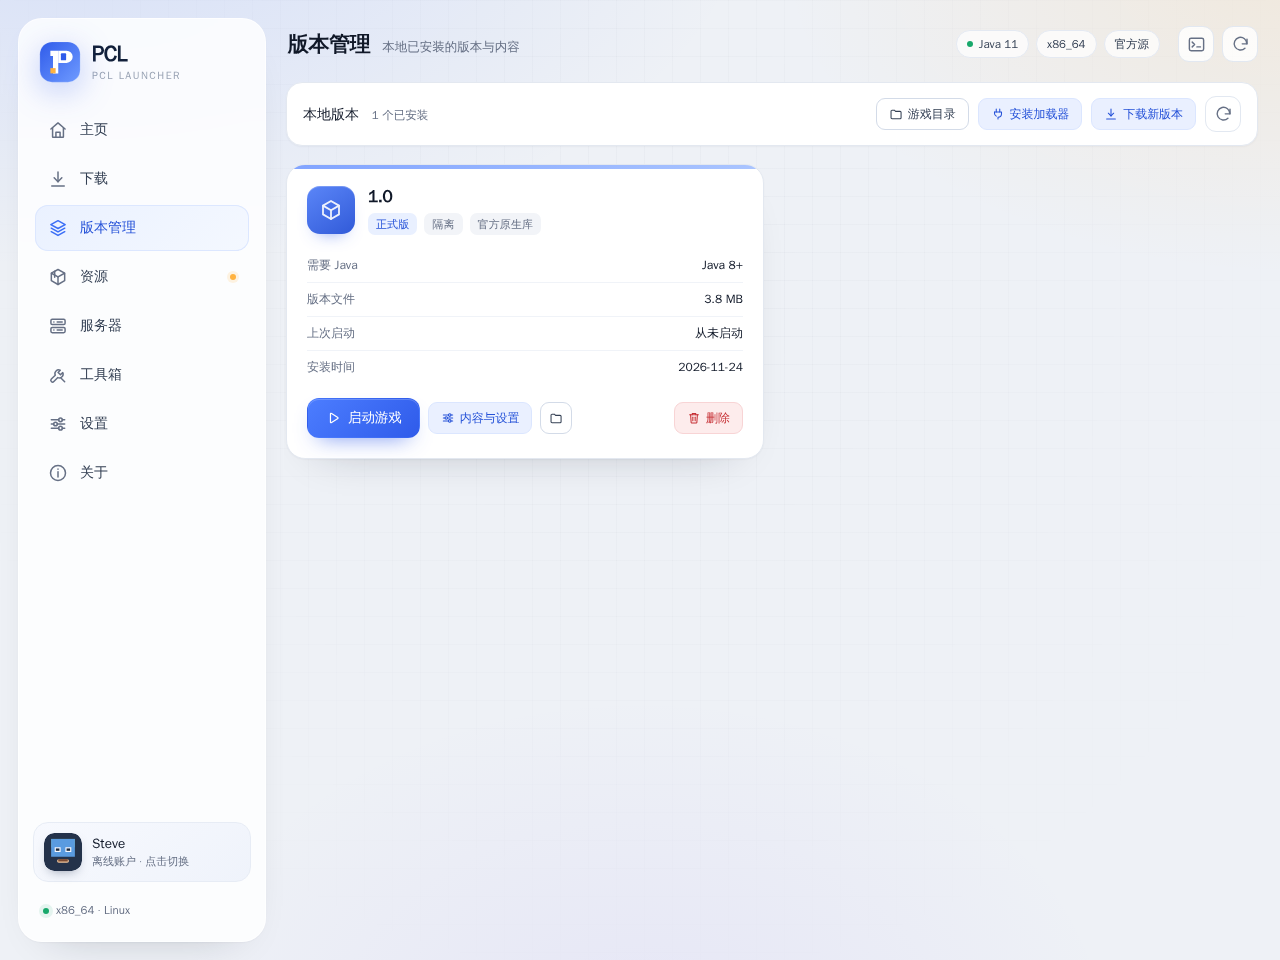 PCL
PCL LAUNCHER
主页
下载
版本管理
资源
服务器
工具箱
设置
关于
Steve
离线账户 · 点击切换
x86_64 · Linux
版本管理 本地已安装的版本与内容
Java 11 x86_64 官方源
本地版本 1 个已安装
游戏目录 安装加载器 下载新版本
1.0
正式版 隔离 官方原生库
需要 Java Java 8+
版本文件 3.8 MB
上次启动 从未启动
安装时间 2026-11-24
启动游戏 内容与设置 删除